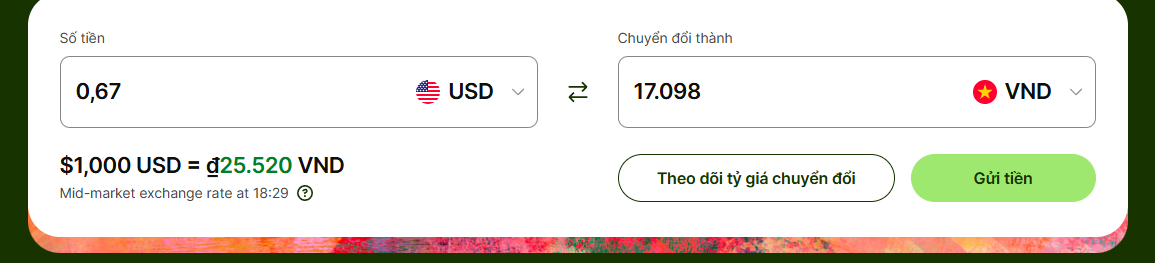 Số tiền
Chuyển đổi thành
0,67 USD
17.098 VND
$1,000 USD = ₫25.520 VND
Mid-market exchange rate at 18:29 ?
Theo dõi tỷ giá chuyển đổi
Gửi tiền